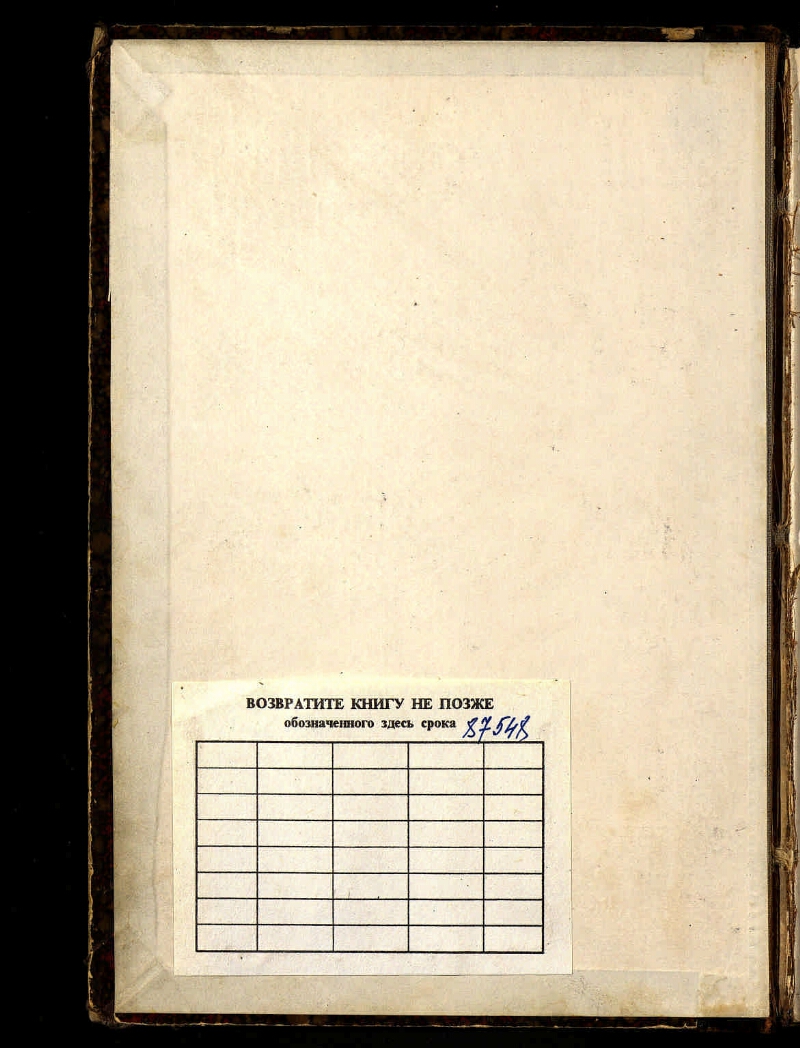 ВОЗВРАТИТЕ КНИГУ НЕ ПОЗЖЕ
обозначенного здесь срока 87548